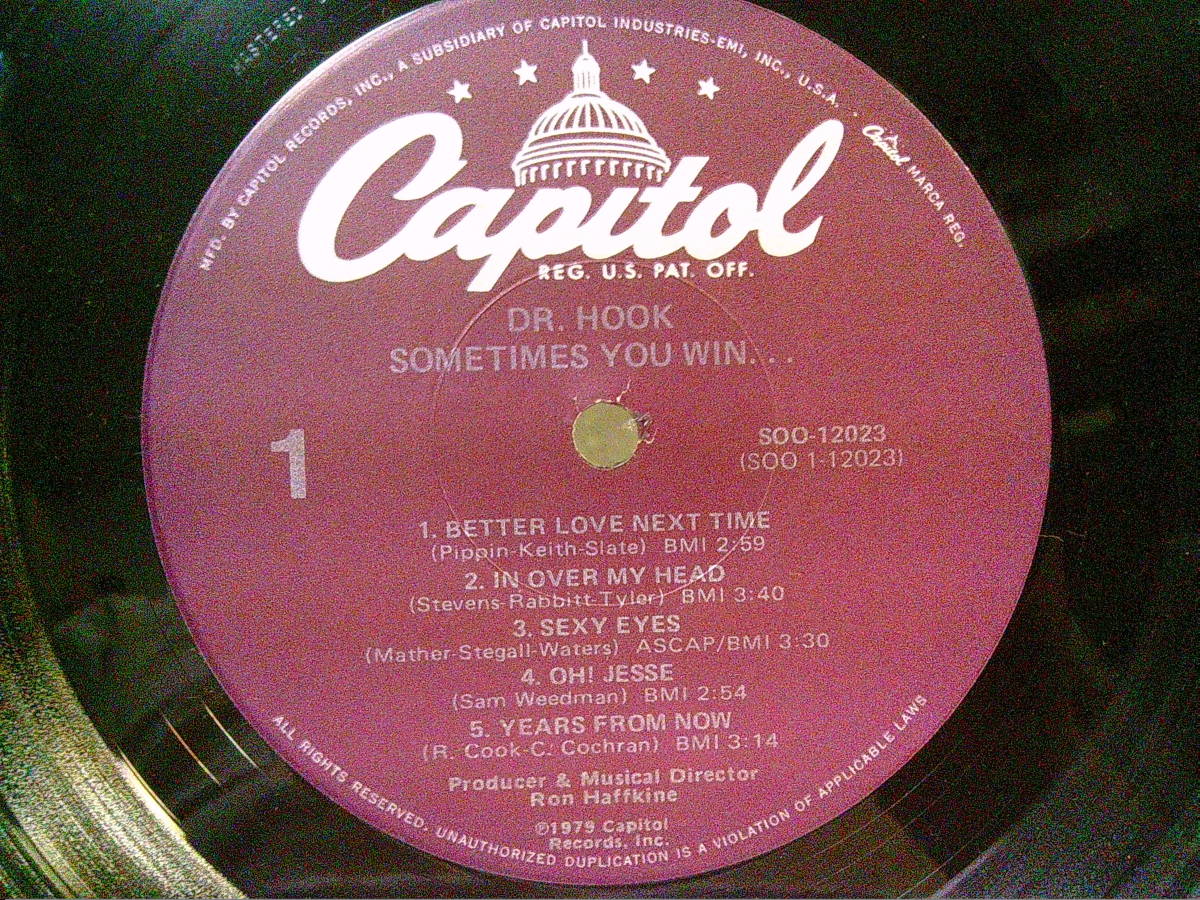 MASTERED
MFD. BY CAPITOL RECORDS, INC., A SUBSIDIARY OF CAPITOL INDUSTRIES-EMI, INC., U.S.A. . Capitol MARCA REG.
Capitol
REG. U.S. PAT. OFF.
DR. HOOK
SOMETIMES YOU WIN. . .
1
SOO-12023
(SOO 1-12023)
1. BETTER LOVE NEXT TIME
(Pippin-Keith-Slate) BMI 2:59
2. IN OVER MY HEAD
(Stevens-Rabbitt-Tyler) BMI 3:40
3. SEXY EYES
(Mather-Stegall-Waters) ASCAP/BMI 3:30
4. OH! JESSE
(Sam Weedman) BMI 2:54
5. YEARS FROM NOW
(R. Cook-C. Cochran) BMI 3:14
Producer & Musical Director
Ron Haffkine
℗1979 Capitol
Records, Inc.
ALL RIGHTS RESERVED. UNAUTHORIZED DUPLICATION IS A VIOLATION OF APPLICABLE LAWS